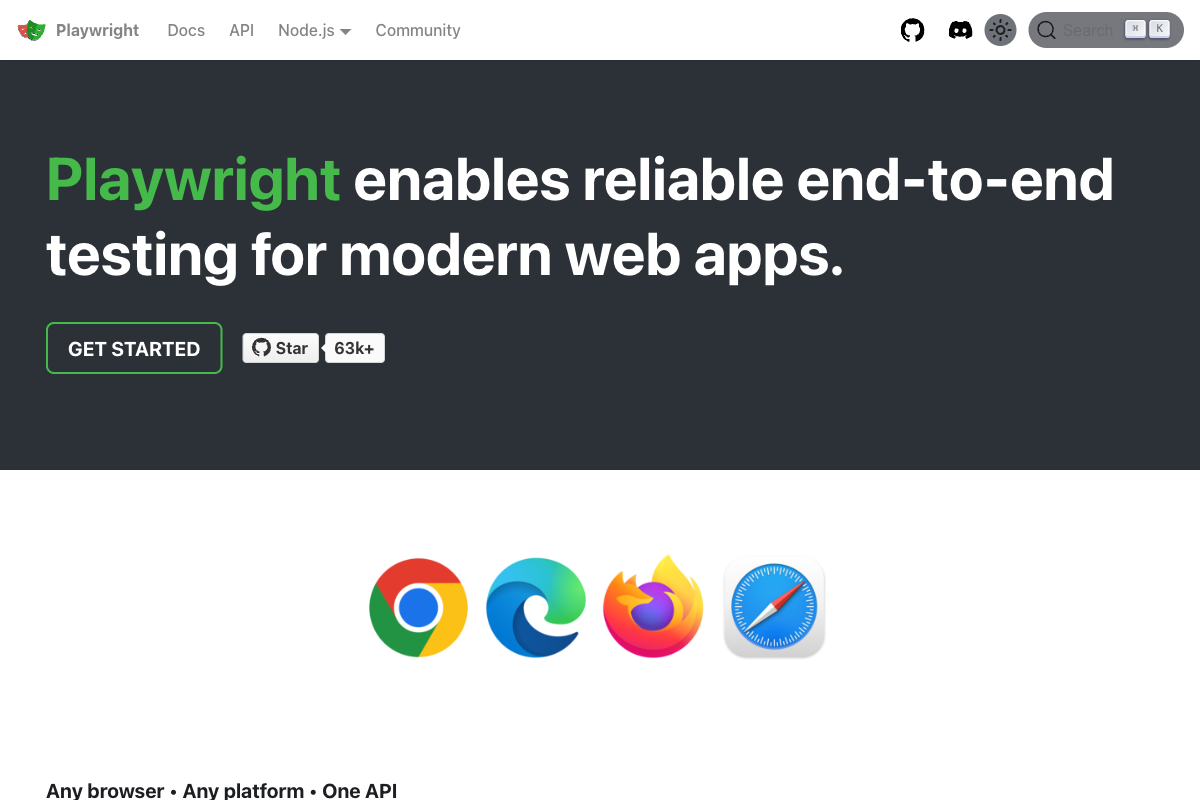 Playwright Docs API Node.js Community Search ⌘ K
Playwright enables reliable end-to-end
testing for modern web apps.
GET STARTED Star 63k+
Any browser • Any platform • One API